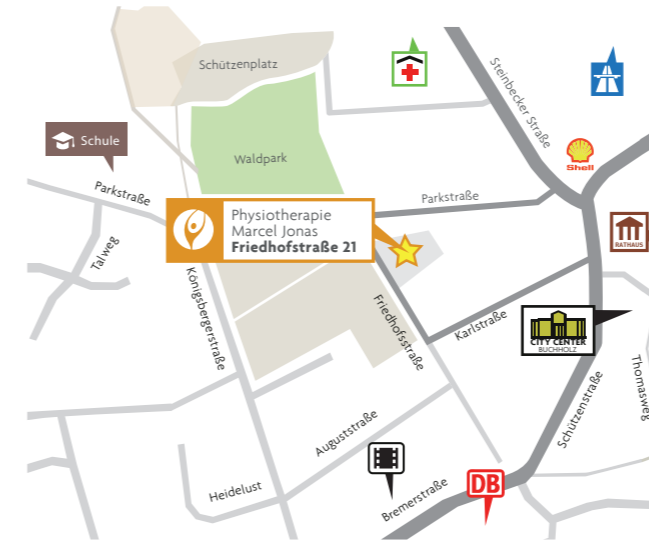 Schützenplatz
Steinbecker Straße
Schule
Waldpark
Shell
Parkstraße
Parkstraße
Physiotherapie
Marcel Jonas
Friedhofstraße 21
RATHAUS
Talweg
Königsbergerstraße
Friedhofsstraße
Karlstraße
CITY CENTER
BUCHHOLZ
Thomasweg
Schützenstraße
Auguststraße
Heidelust
DB
Bremerstraße